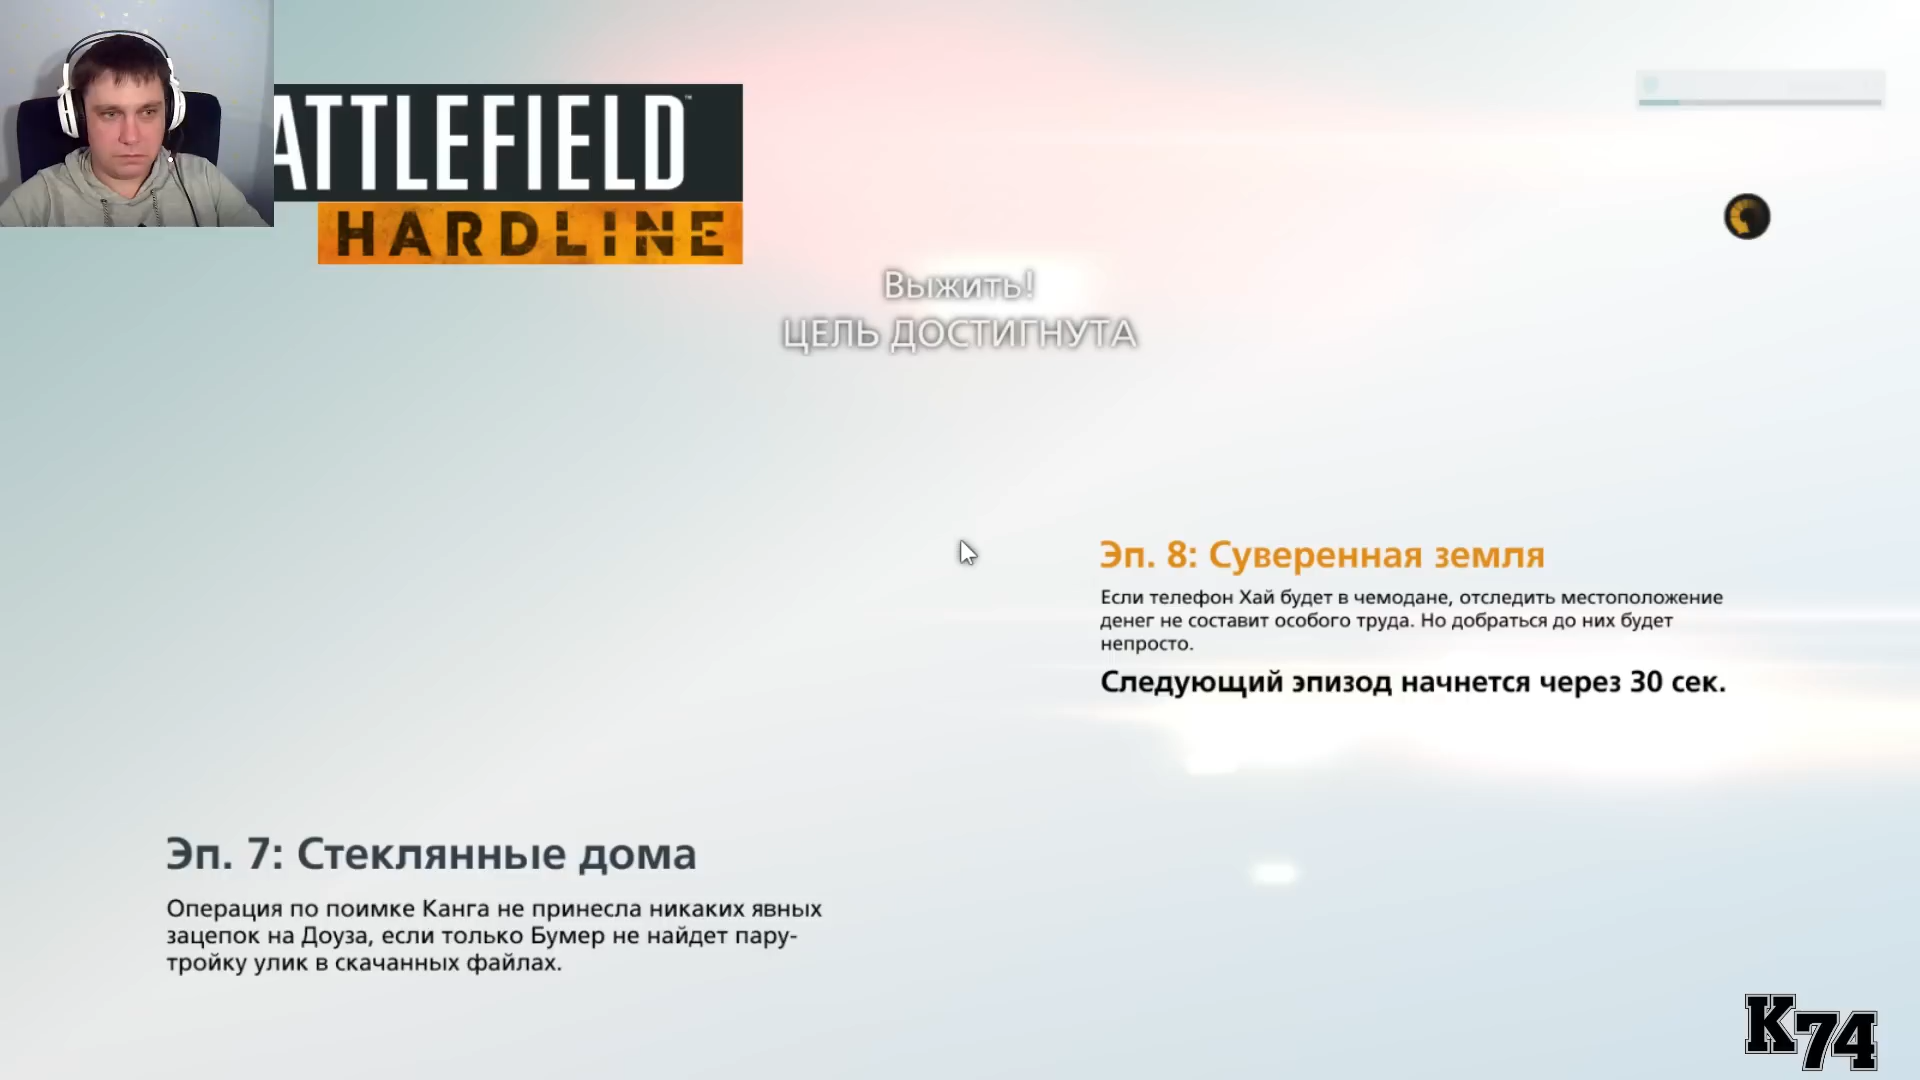 ATTLEFIELD™
HARDLINE
Выжить!
ЦЕЛЬ ДОСТИГНУТА
Эп. 8: Суверенная земля
Если телефон Хай будет в чемодане, отследить местоположение
денег не составит особого труда. Но добраться до них будет
непросто.
Следующий эпизод начнется через 30 сек.
Эп. 7: Стеклянные дома
Операция по поимке Канга не принесла никаких явных
зацепок на Доуза, если только Бумер не найдет пару-
тройку улик в скачанных файлах.
K74